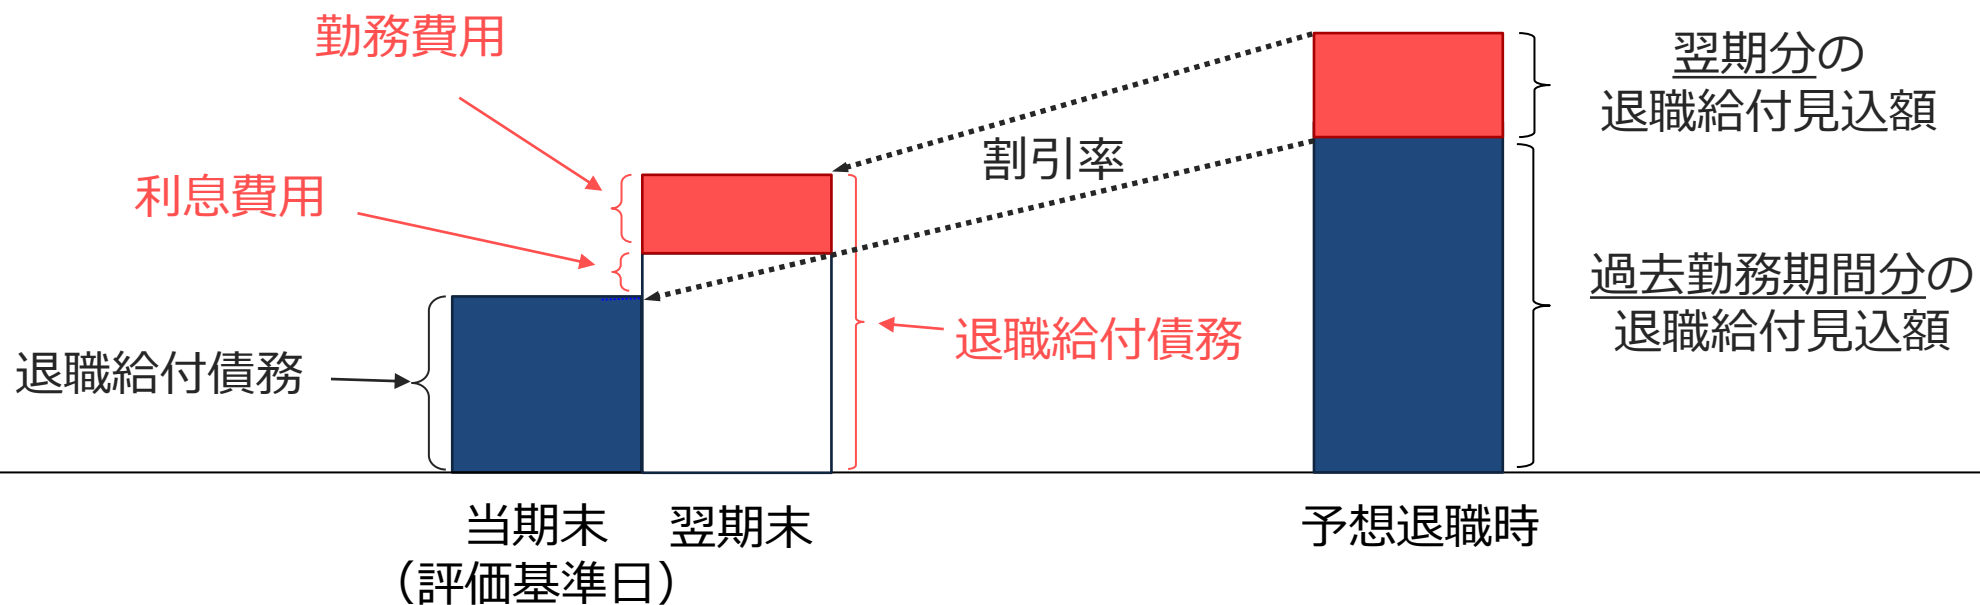 勤務費用
利息費用
退職給付債務
割引率
退職給付債務
翌期分の
退職給付見込額
過去勤務期間分の
退職給付見込額
当期末
（評価基準日）
翌期末
予想退職時